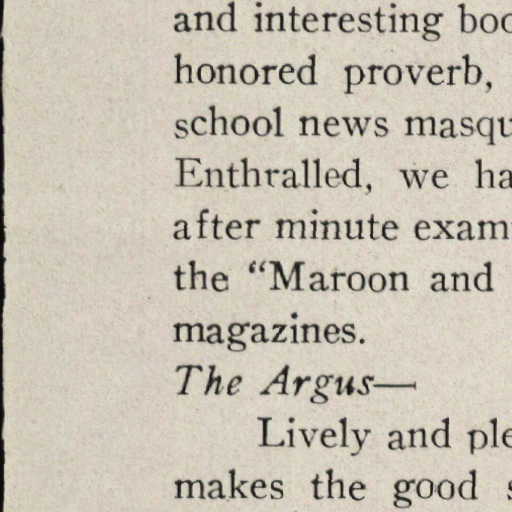 and interesting boo
honored proverb,
school news masqu
Enthralled, we ha
after minute exam
the “Maroon and
magazines.
The Argus—
Lively and ple
makes the good s